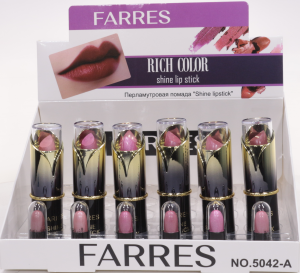 FARRES
RICH COLOR
shine lip stick
Перламутровая помада "Shine lipstick"
FARRES
NO.5042-A